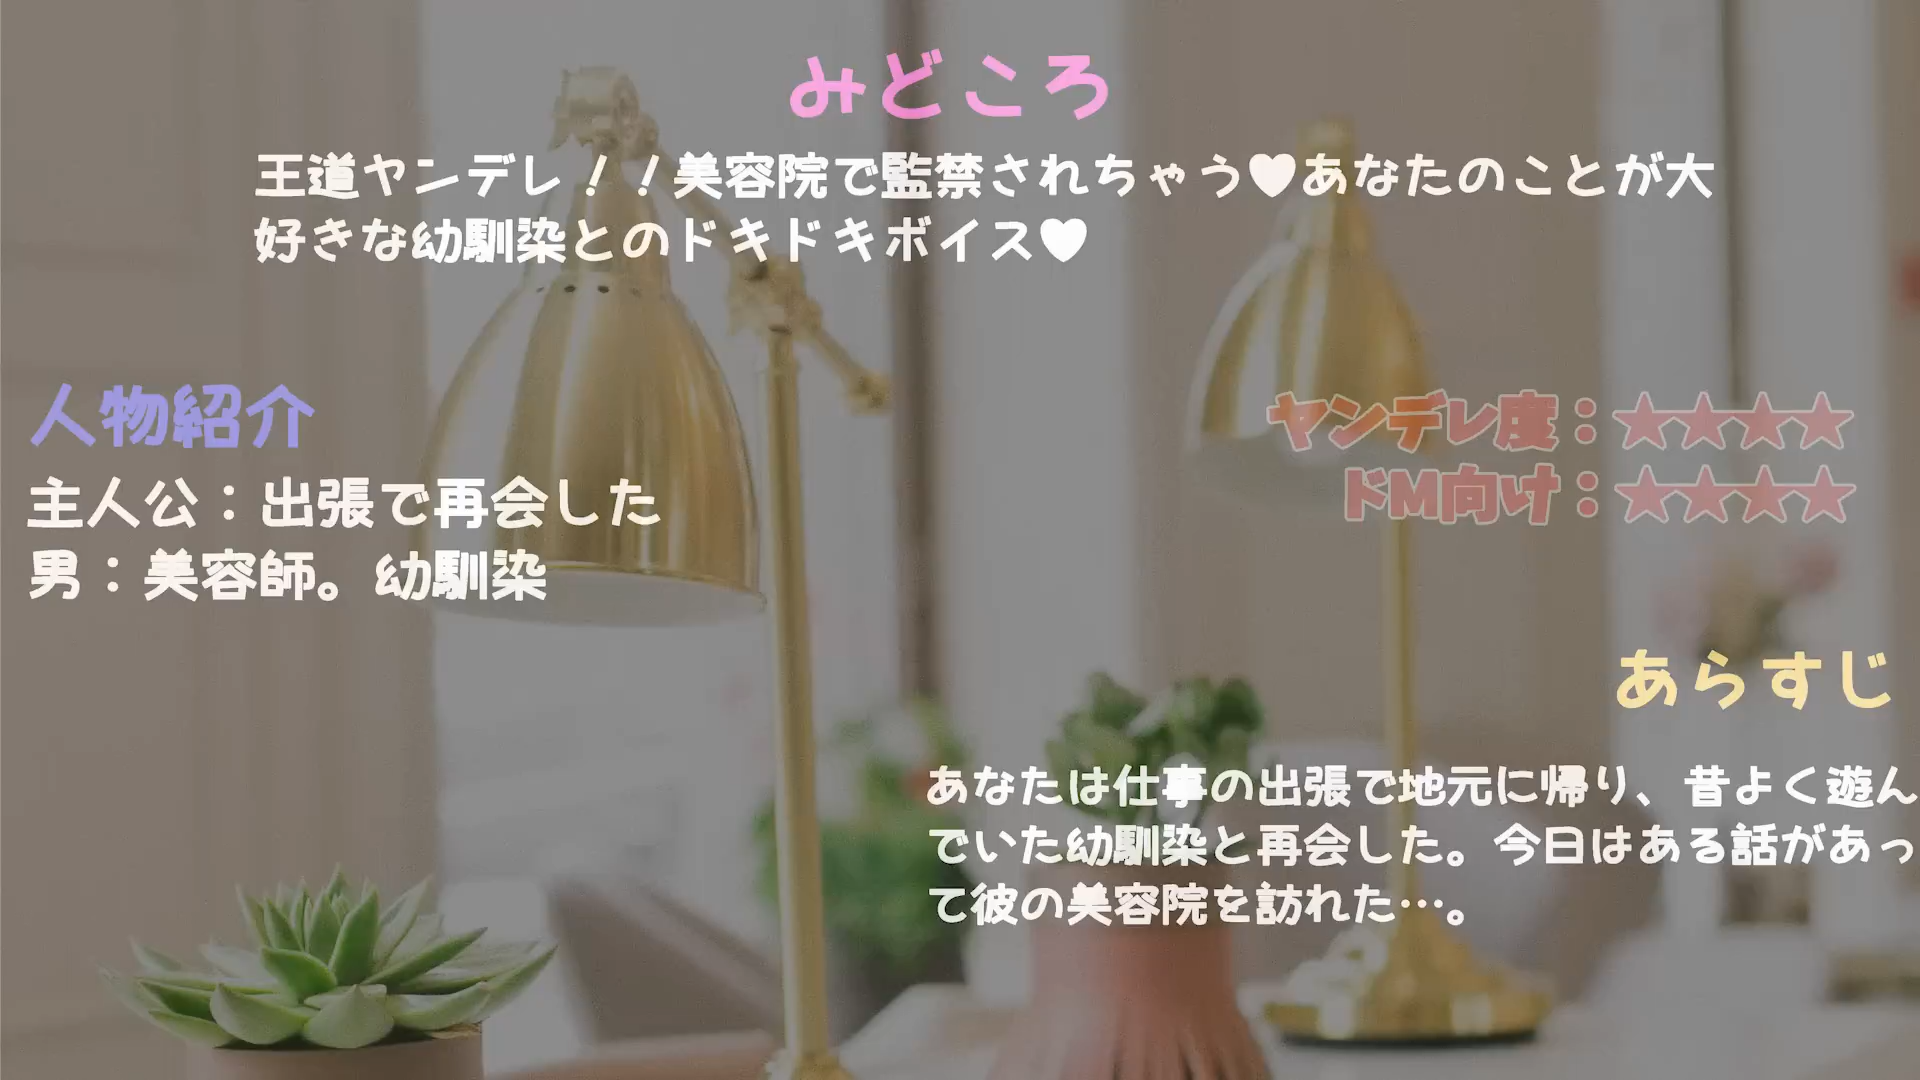 みどころ
王道ヤンデレ！！美容院で監禁されちゃう♥あなたのことが大
好きな幼馴染とのドキドキボイス♥
人物紹介
主人公：出張で再会した
男：美容師。幼馴染
ヤンデレ度：★★★★
ドM向け：★★★★
あらすじ
あなたは仕事の出張で地元に帰り、昔よく遊ん
でいた幼馴染と再会した。今日はある話があっ
て彼の美容院を訪れた…。